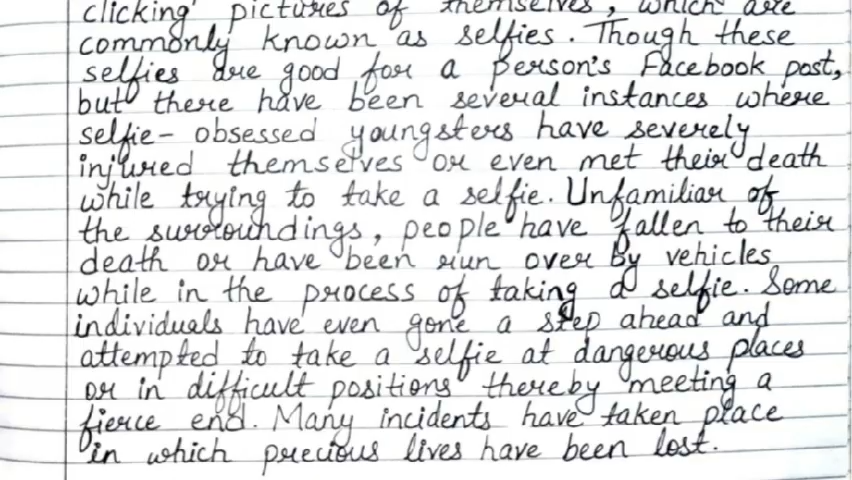 clicking pictures of themselves, which are
commonly known as selfies. Though these
selfies are good for a person's Facebook post,
but there have been several instances where
selfie- obsessed youngsters have severely
injured themselves or even met their death
while trying to take a selfie. Unfamiliar of
the surroundings, people have fallen to their
death or have been run over by vehicles
while in the process of taking a selfie. Some
individuals have even gone a step ahead and
attempted to take a selfie at dangerous places
or in difficult positions thereby meeting a
fierce end. Many incidents have taken place
in which precious lives have been lost.